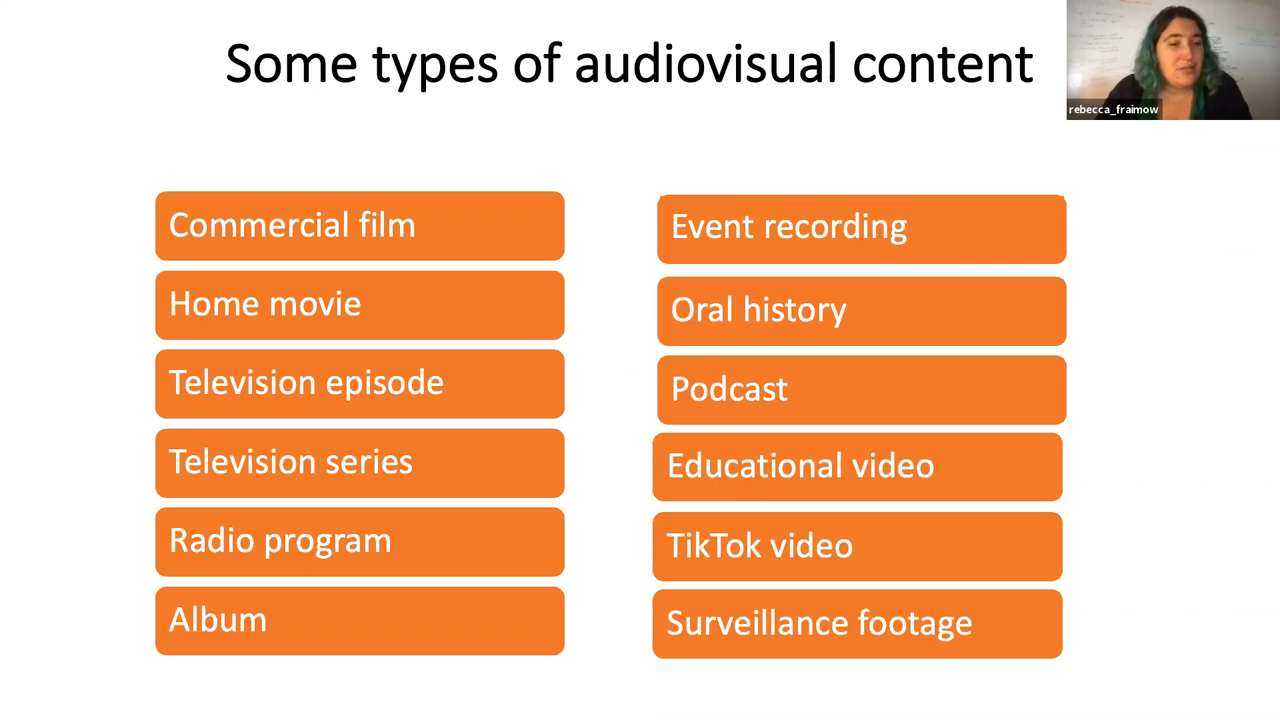 Some types of audiovisual content
rebecca_fraimow
Commercial film
Home movie
Television episode
Television series
Radio program
Album
Event recording
Oral history
Podcast
Educational video
TikTok video
Surveillance footage